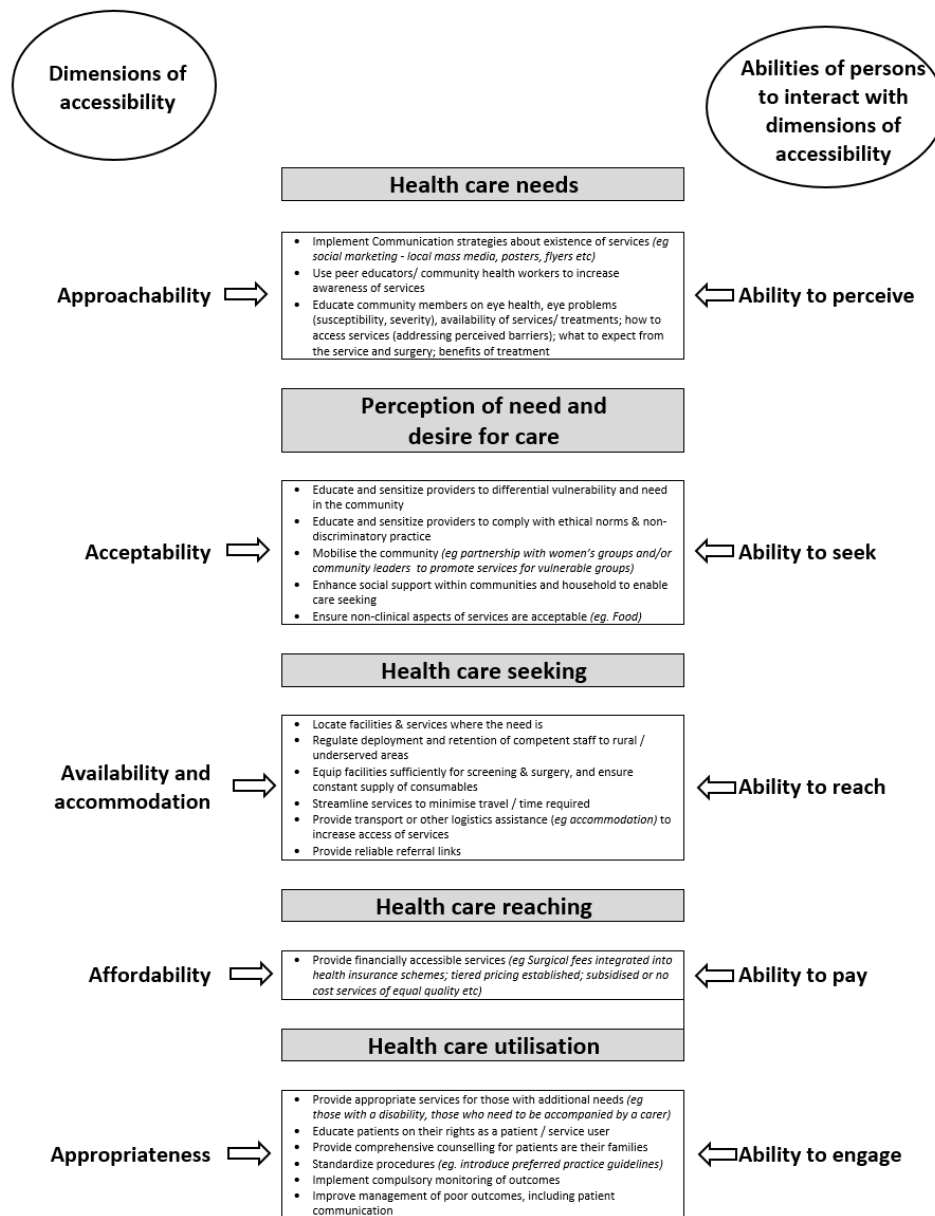 Dimensions of
accessibility
Abilities of persons
to interact with
dimensions of
accessibility
Health care needs
Approachability
• Implement Communication strategies about existence of services (eg
social marketing - local mass media, posters, flyers etc)
• Use peer educators/ community health workers to increase
awareness of services
• Educate community members on eye health, eye problems
(susceptibility, severity), availability of services/ treatments; how to
access services (addressing perceived barriers); what to expect from
the service and surgery; benefits of treatment
Ability to perceive
Perception of need and
desire for care
Acceptability
• Educate and sensitize providers to differential vulnerability and need
in the community
• Educate and sensitize providers to comply with ethical norms & non-
discriminatory practice
• Mobilise the community (eg partnership with women's groups and/or
community leaders to promote services for vulnerable groups)
• Enhance social support within communities and household to enable
care seeking
• Ensure non-clinical aspects of services are acceptable (eg. Food)
Ability to seek
Health care seeking
Availability and
accommodation
• Locate facilities & services where the need is
• Regulate deployment and retention of competent staff to rural /
underserved areas
• Equip facilities sufficiently for screening & surgery, and ensure
constant supply of consumables
• Streamline services to minimise travel / time required
• Provide transport or other logistics assistance (eg accommodation) to
increase access of services
• Provide reliable referral links
Ability to reach
Health care reaching
Affordability
• Provide financially accessible services (eg Surgical fees integrated into
health insurance schemes; tiered pricing established; subsidised or no
cost services of equal quality etc)
Ability to pay
Health care utilisation
Appropriateness
• Provide appropriate services for those with additional needs (eg
those with a disability, those who need to be accompanied by a carer)
• Educate patients on their rights as a patient / service user
• Provide comprehensive counselling for patients are their families
• Standardize procedures (eg. introduce preferred practice guidelines)
• Implement compulsory monitoring of outcomes
• Improve management of poor outcomes, including patient
communication
Ability to engage